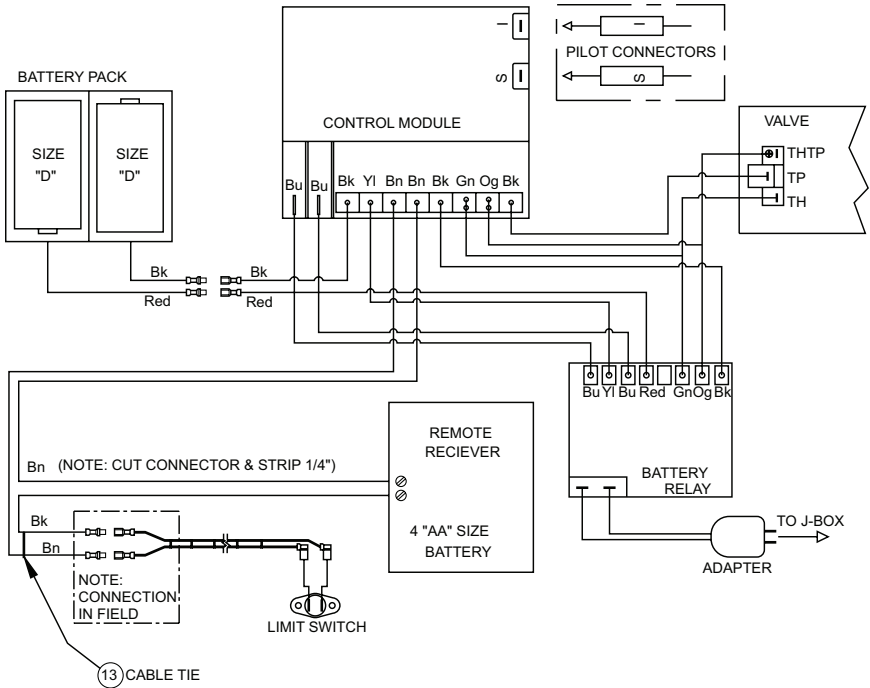 BATTERY PACK
SIZE
"D"
SIZE
"D"
CONTROL MODULE
I
S
PILOT CONNECTORS
I
S
VALVE
THTP
TP
TH
Bu
Bu
Bk
Yl
Bn
Bn
Bk
Gn
Og
Bk
Bk
Red
Bk
Red
Bu
Yl
Bu
Red
Gn
Og
Bk
BATTERY
RELAY
TO J-BOX
ADAPTER
REMOTE
RECIEVER
4 "AA" SIZE
BATTERY
Bn
(NOTE: CUT CONNECTOR & STRIP 1/4")
Bk
Bn
NOTE:
CONNECTION
IN FIELD
LIMIT SWITCH
13
CABLE TIE